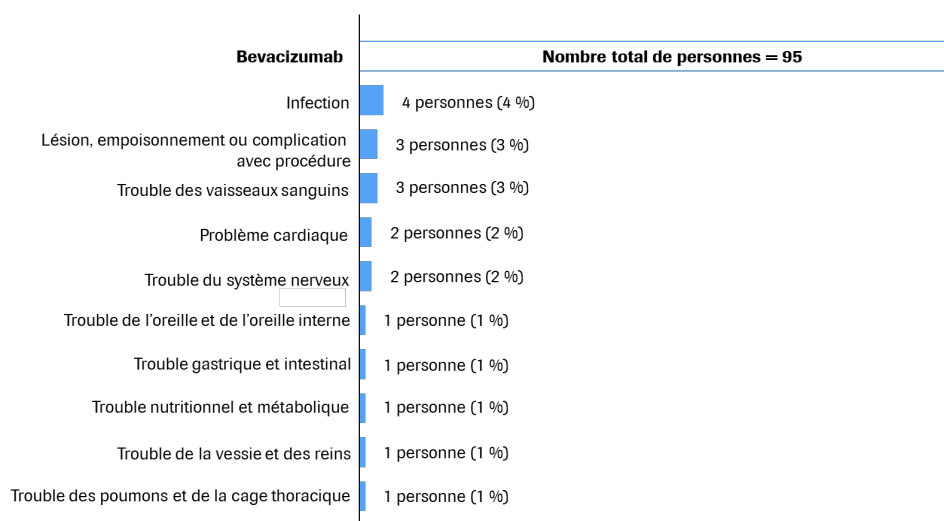 Bevacizumab
Nombre total de personnes = 95
Infection
4 personnes (4 %)
Lésion, empoisonnement ou complication
avec procédure
3 personnes (3 %)
Trouble des vaisseaux sanguins
3 personnes (3 %)
Problème cardiaque
2 personnes (2 %)
Trouble du système nerveux
2 personnes (2 %)
Trouble de l’oreille et de l’oreille interne
1 personne (1 %)
Trouble gastrique et intestinal
1 personne (1 %)
Trouble nutritionnel et métabolique
1 personne (1 %)
Trouble de la vessie et des reins
1 personne (1 %)
Trouble des poumons et de la cage thoracique
1 personne (1 %)